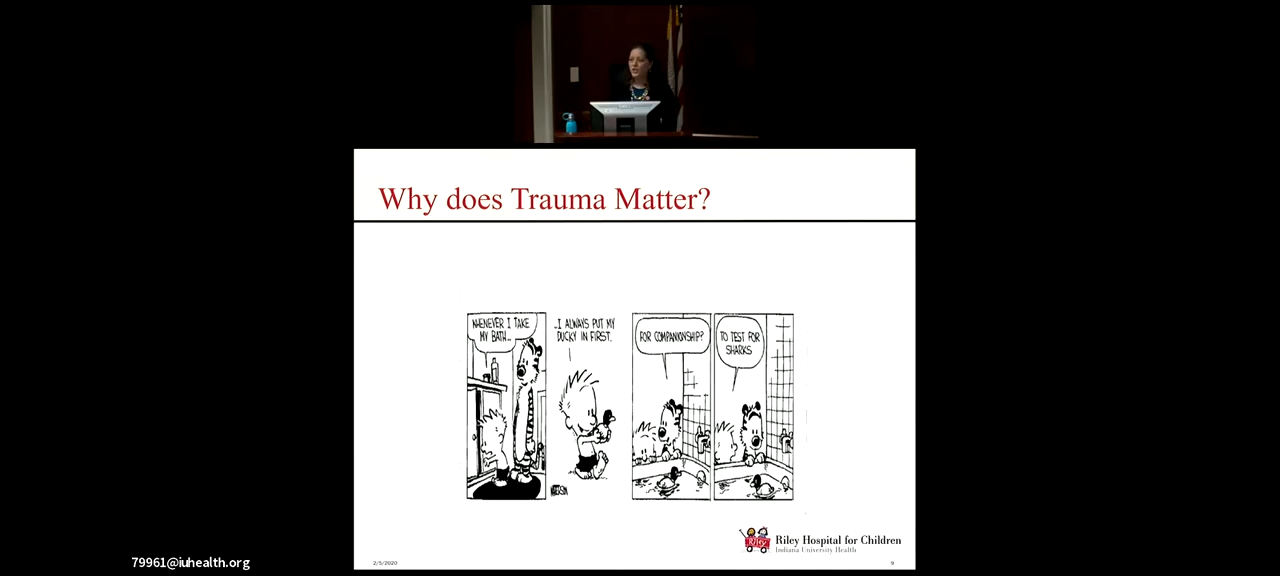 Why does Trauma Matter?
WHENEVER I TAKE
MY BATH...
...I ALWAYS PUT MY
DUCKY IN FIRST.
FOR COMPANIONSHIP?
TO TEST FOR
SHARKS
Riley Hospital for Children
Indiana University Health
79961@iuhealth.org
2/5/2020
9